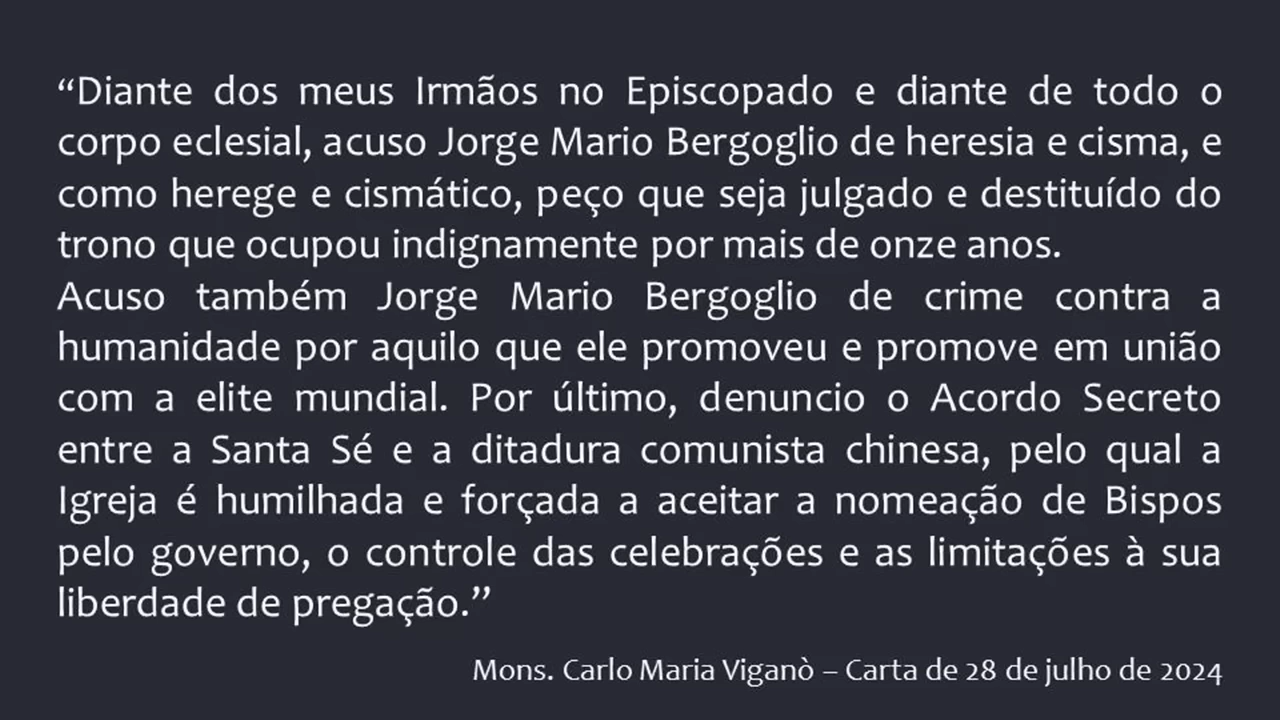 “Diante dos meus Irmãos no Episcopado e diante de todo o
corpo eclesial, acuso Jorge Mario Bergoglio de heresia e cisma, e
como herege e cismático, peço que seja julgado e destituído do
trono que ocupou indignamente por mais de onze anos.
Acuso também Jorge Mario Bergoglio de crime contra a
humanidade por aquilo que ele promoveu e promove em união
com a elite mundial. Por último, denuncio o Acordo Secreto
entre a Santa Sé e a ditadura comunista chinesa, pelo qual a
Igreja é humilhada e forçada a aceitar a nomeação de Bispos
pelo governo, o controle das celebrações e as limitações à sua
liberdade de pregação.”
Mons. Carlo Maria Viganò – Carta de 28 de julho de 2024